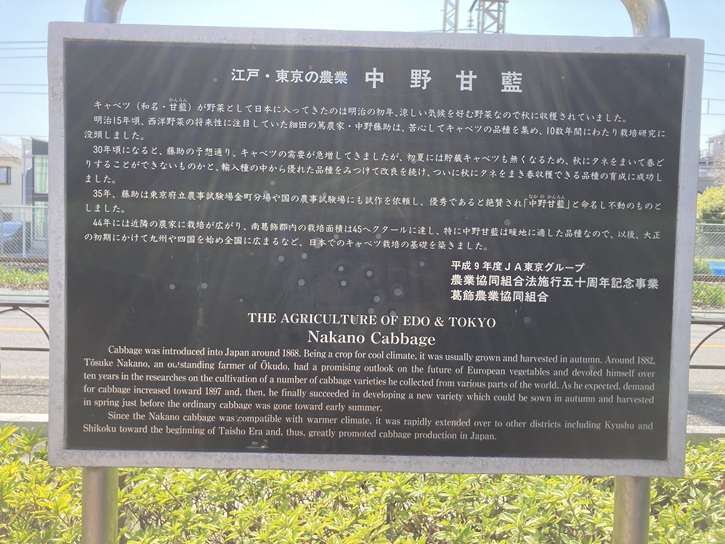 江戸・東京の農業 中野甘藍
キャベツ（和名・甘藍）が野菜として日本に入ってきたのは明治の初年、涼しい気候を好む野菜なので秋に収穫されていました。
明治15年頃、西洋野菜の将来性に注目していた細田の篤農家・中野藤助は、苦心してキャベツの品種を集め、10数年間にわたり栽培研究に
没頭しました。
30年頃になると、藤助の予想通り、キャベツの需要が急増してきましたが、初夏には貯蔵キャベツも無くなるため、秋にタネをまいて春ど
りすることができないものかと、輸入種の中から優れた品種をみつけて改良を続け、ついに秋にタネをまき春収穫できる品種の育成に成功し
ました。
35年、藤助は東京府立農事試験場金町分場や国の農事試験場にも試作を依頼し、優秀であると絶賛され「中野甘藍」と命名し不動のものと
しました。
44年には近隣の農家に栽培が広がり、南葛飾郡内の栽培面積は45ヘクタールに達し、特に中野甘藍は暖地に適した品種なので、以後、大正
の初期にかけて九州や四国を始め全国に広まるなど、日本でのキャベツ栽培の基礎を築きました。
平成9年度JA東京グループ
農業協同組合法施行五十周年記念事業
葛飾農業協同組合
THE AGRICULTURE OF EDO & TOKYO
Nakano Cabbage
Cabbage was introduced into Japan around 1868. Being a crop for cool climate, it was usually grown and harvested in autumn. Around 1882,
Tōsuke Nakano, an outstanding farmer of Ōkudo, had a promising outlook on the future of European vegetables and devoted himself over
ten years in the researches on the cultivation of a number of cabbage varieties he collected from various parts of the world. As he expected, demand
for cabbage increased toward 1897 and, then, he finally succeeded in developing a new variety which could be sown in autumn and harvested
in spring just before the ordinary cabbage was gone toward early summer.
Since the Nakano cabbage was compatible with warmer climate, it was rapidly extended over to other districts including Kyushu and
Shikoku toward the beginning of Taisho Era and, thus, greatly promoted cabbage production in Japan.